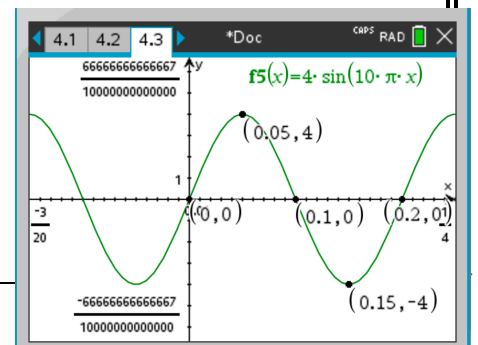 4.1 4.2 4.3 *Doc CAPS RAD
66666666666667
10000000000000
y
f5(x)=4· sin(10· π· x)
(0.05,4)
1
x
(0,0) (0.1,0) (0.2,0)
-3
20
1
4
(0.15,-4)
-66666666666667
10000000000000